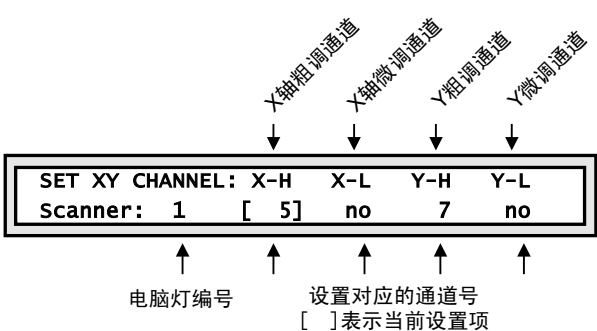 X轴粗调通道
X轴微调通道
Y粗调通道
Y微调通道
SET XY CHANNEL: X-H X-L Y-H Y-L
Scanner: 1 [ 5] no 7 no
电脑灯编号
设置对应的通道号
[ ]表示当前设置项